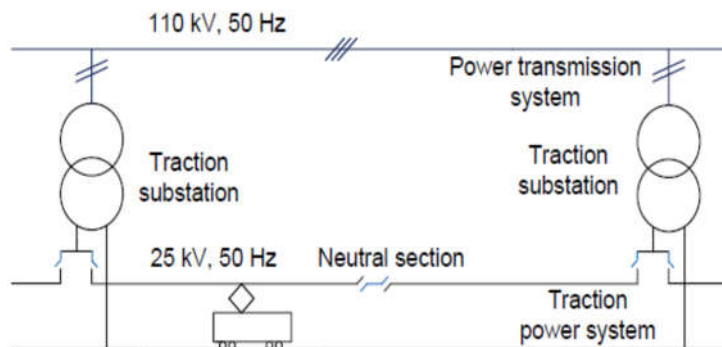 110 kV, 50 Hz
Power transmission
system
Traction
substation
Traction
substation
25 kV, 50 Hz
Neutral section
Traction
power system